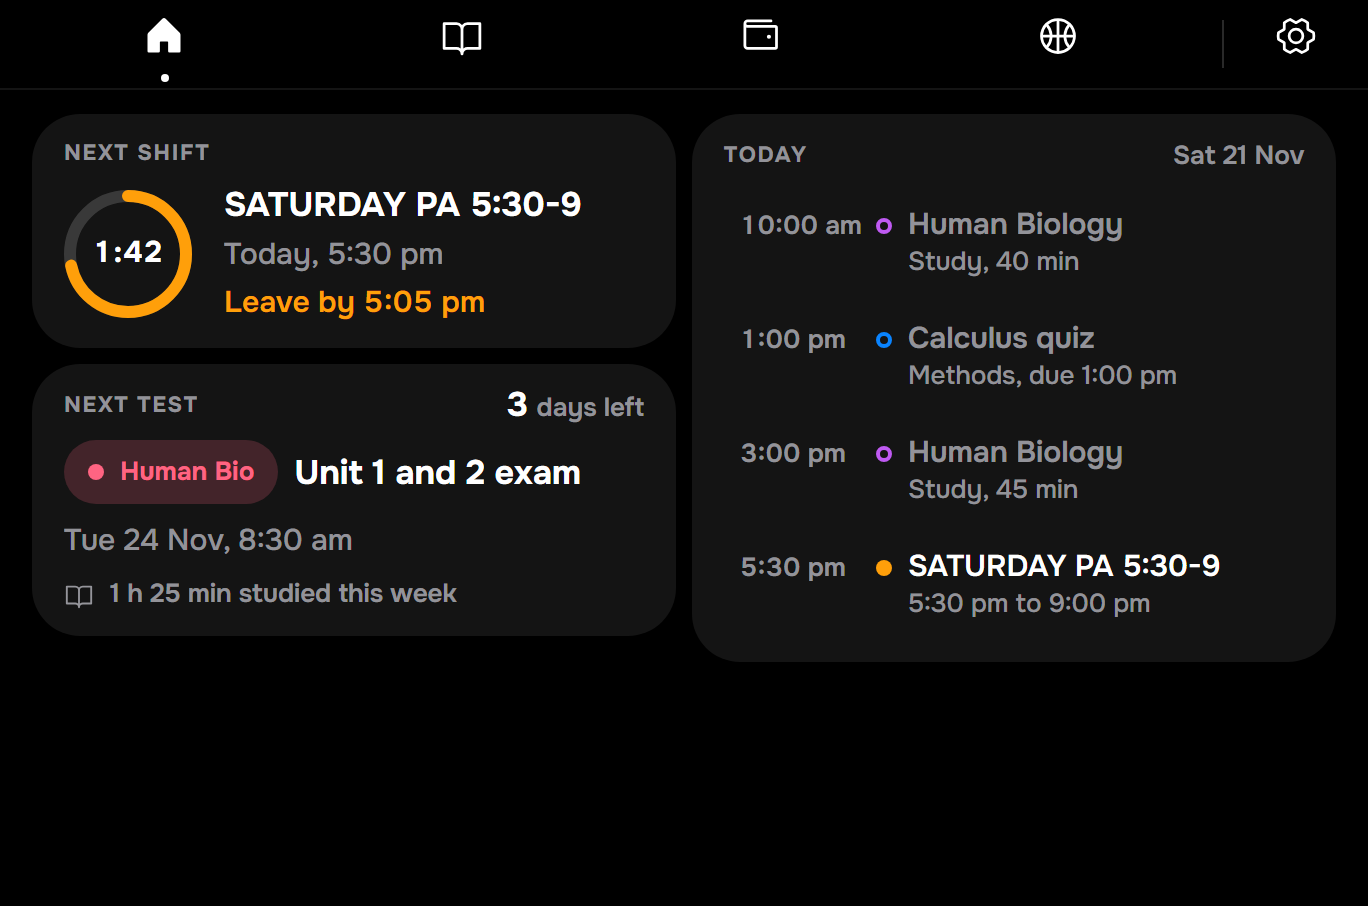 NEXT SHIFT
1:42
SATURDAY PA 5:30-9
Today, 5:30 pm
Leave by 5:05 pm
NEXT TEST
3 days left
Human Bio
Unit 1 and 2 exam
Tue 24 Nov, 8:30 am
1 h 25 min studied this week
TODAY
Sat 21 Nov
10:00 am
Human Biology
Study, 40 min
1:00 pm
Calculus quiz
Methods, due 1:00 pm
3:00 pm
Human Biology
Study, 45 min
5:30 pm
SATURDAY PA 5:30-9
5:30 pm to 9:00 pm